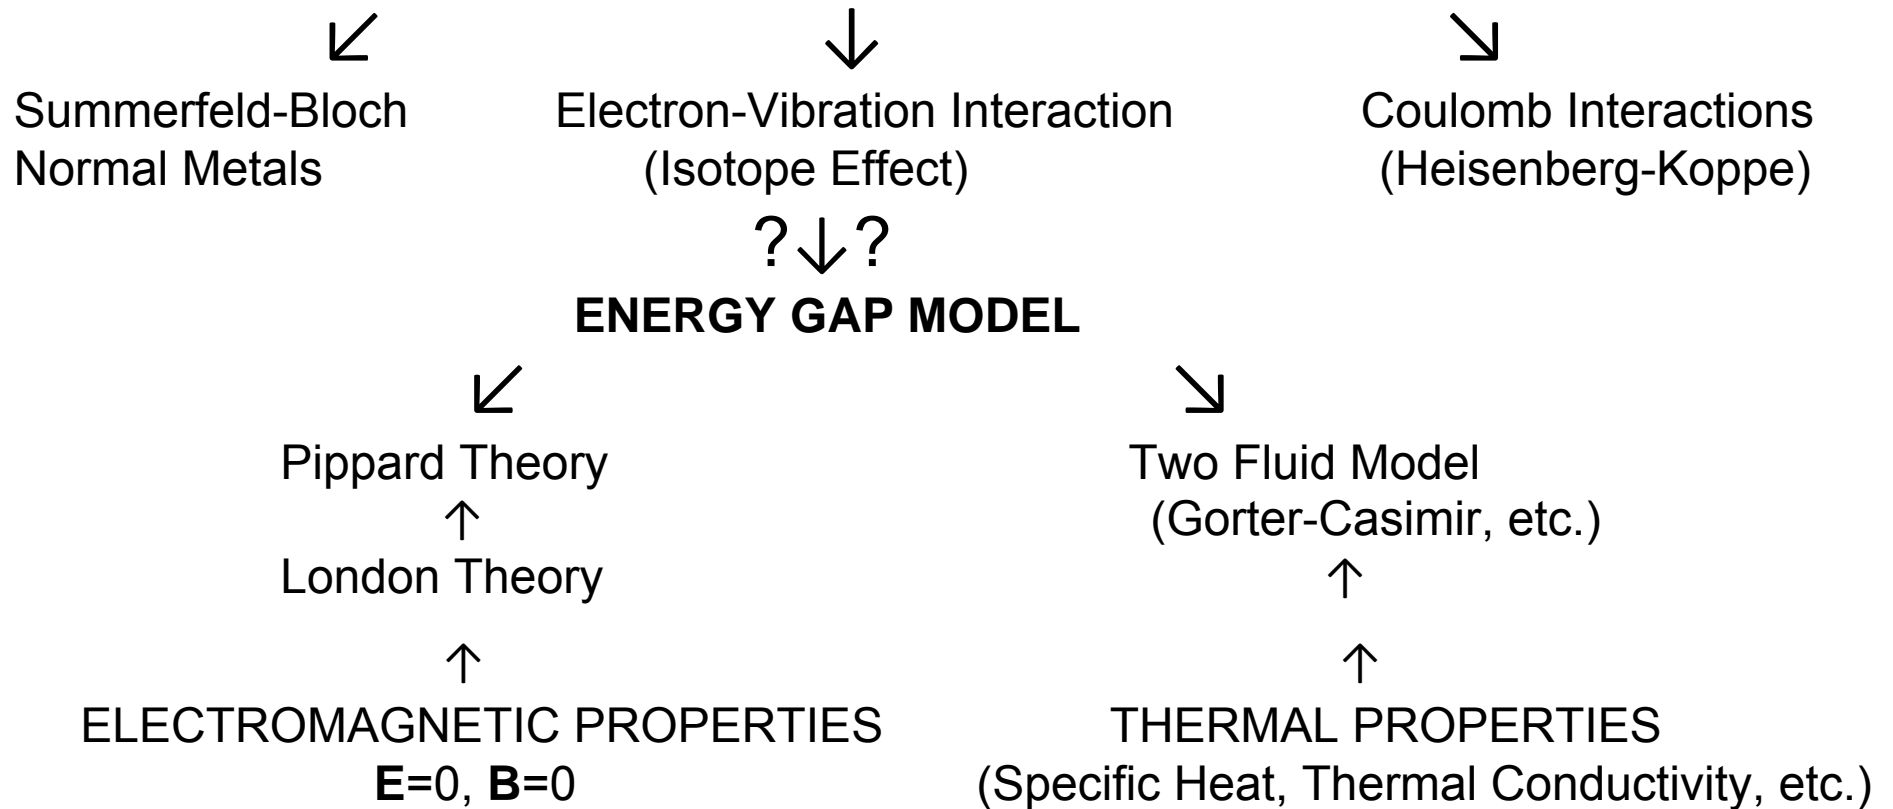 ↙ ↓ ↘
Summerfeld-Bloch Electron-Vibration Interaction Coulomb Interactions
Normal Metals (Isotope Effect) (Heisenberg-Koppe)
?↓?
ENERGY GAP MODEL
↙ ↘
Pippard Theory Two Fluid Model
↑ (Gorter-Casimir, etc.)
London Theory ↑
↑ ↑
ELECTROMAGNETIC PROPERTIES THERMAL PROPERTIES
E=0, B=0 (Specific Heat, Thermal Conductivity, etc.)